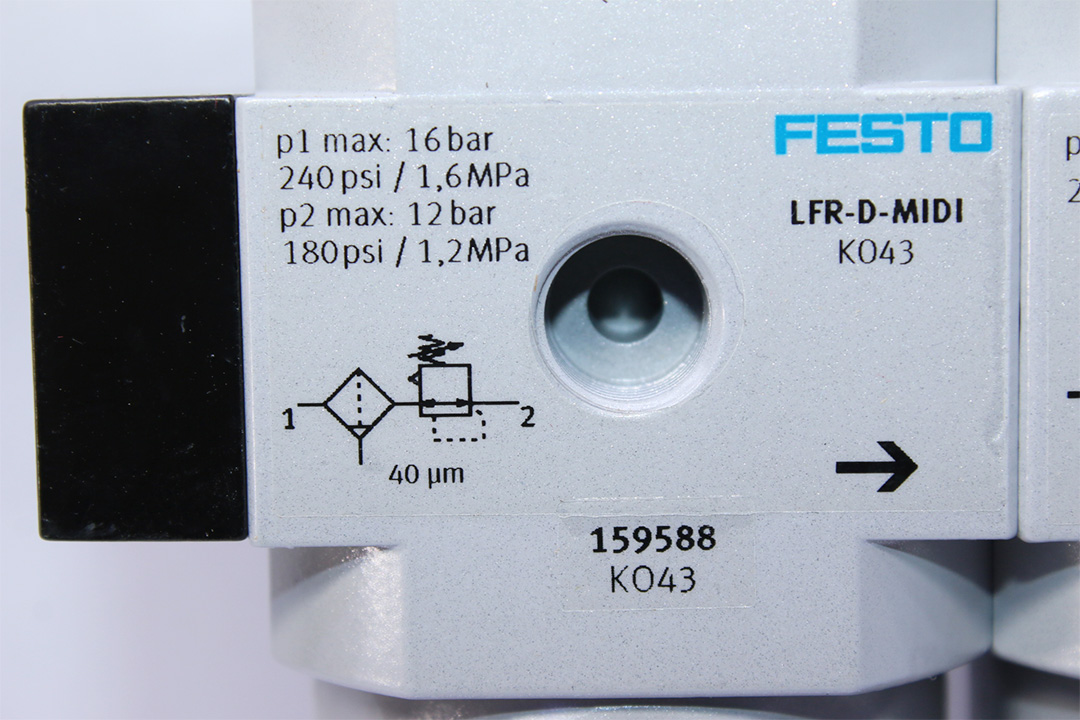 p1 max: 16 bar
240 psi / 1,6 MPa
p2 max: 12 bar
180 psi / 1,2 MPa
FESTO
LFR-D-MIDI
K043
1
2
40 µm
159588
K043
p
2